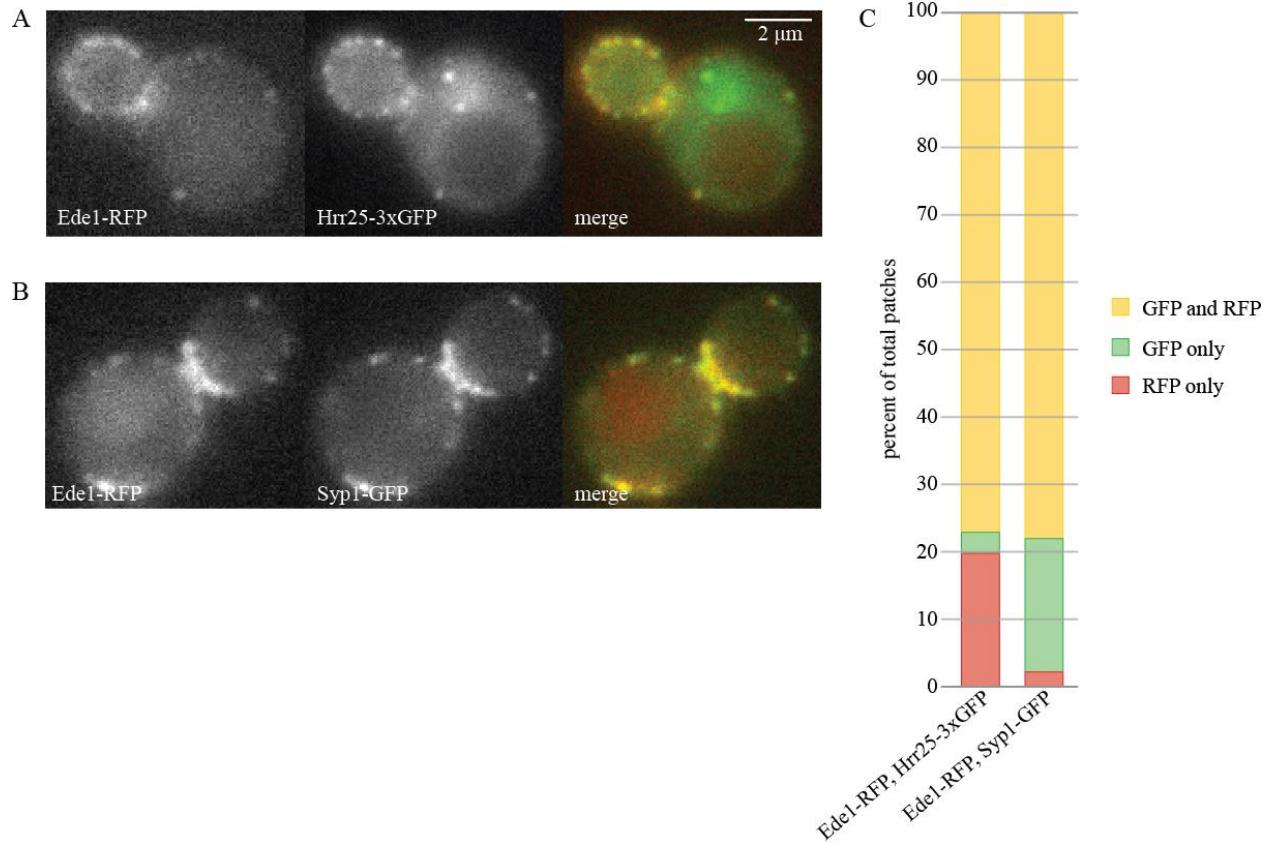 A
2 μm
Ede1-RFP
Hrr25-3xGFP
merge
B
Ede1-RFP
Syp1-GFP
merge
C
percent of total patches
100
90
80
70
60
50
40
30
20
10
0
Ede1-RFP, Hrr25-3xGFP
Ede1-RFP, Syp1-GFP
GFP and RFP
GFP only
RFP only